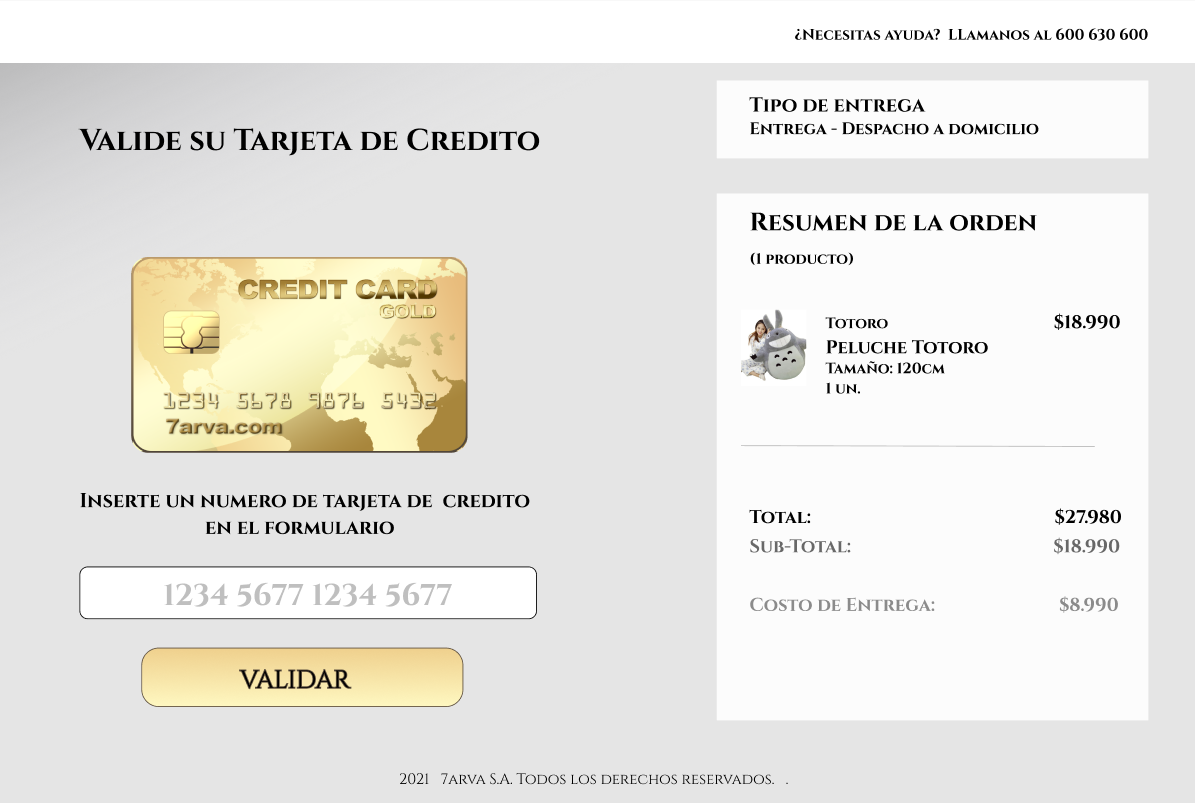 ¿Necesitas ayuda? LLamanos al 600 630 600
Valide su Tarjeta de Credito
CREDIT CARD
GOLD
1234 5678 9876 5432
7arva.com
Inserte un numero de tarjeta de credito
en el formulario
1234 5677 1234 5677
VALIDAR
Tipo de entrega
Entrega - Despacho a domicilio
Resumen de la orden
(1 producto)
Totoro $18.990
Peluche Totoro
Tamaño: 120cm
1 un.
Total: $27.980
Sub-Total: $18.990
Costo de Entrega: $8.990
2021 7arva S.A. Todos los derechos reservados. .